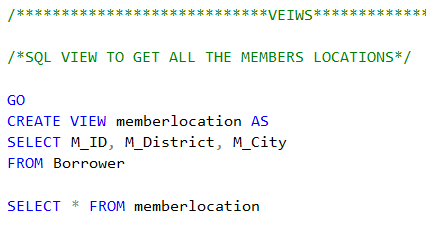 /****************************VEIWS*************
/*SQL VIEW TO GET ALL THE MEMBERS LOCATIONS*/
GO
CREATE VIEW memberlocation AS
SELECT M_ID, M_District, M_City
FROM Borrower
SELECT * FROM memberlocation